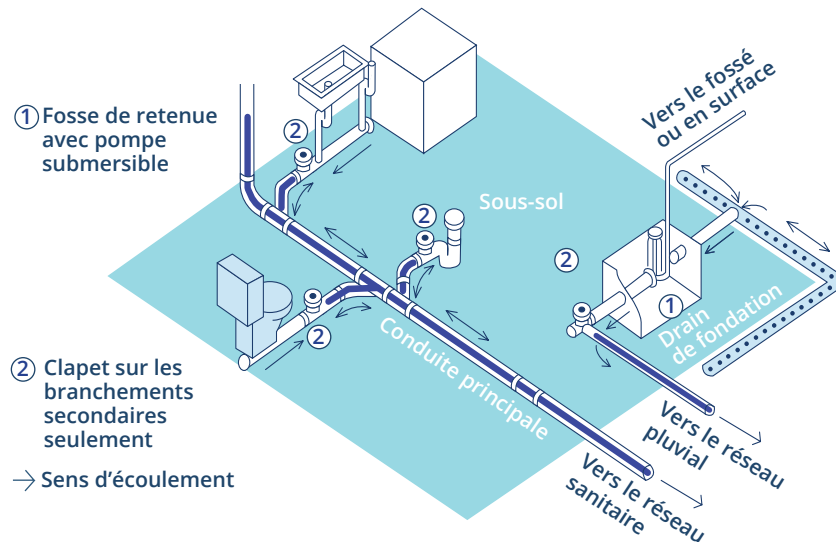 ① Fosse de retenue
avec pompe
submersible
②
Vers le fossé
ou en surface
Sous-sol
②
②
①
②
Drain
de fondation
Conduite principale
② Clapet sur les
branchements
secondaires
seulement
→ Sens d'écoulement
Vers le réseau
pluvial
Vers le réseau
sanitaire